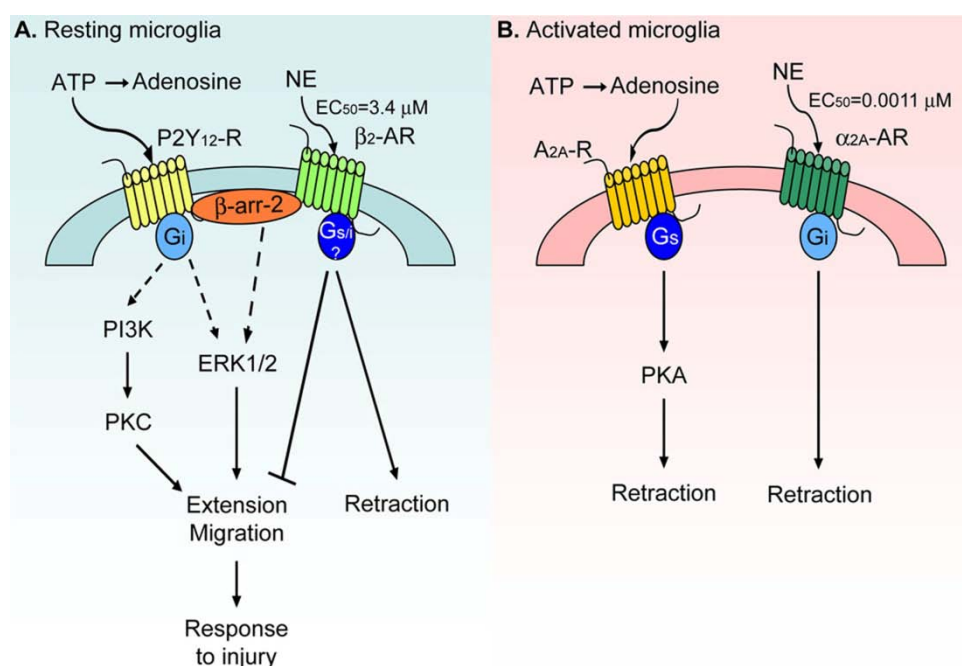 A. Resting microglia
ATP → Adenosine
NE
EC50=3.4 μM
P2Y12-R
β2-AR
β-arr-2
Gi
Gs/i
?
PI3K
ERK1/2
PKC
Extension
Migration
Retraction
Response
to injury
B. Activated microglia
ATP → Adenosine
NE
EC50=0.0011 μM
A2A-R
α2A-AR
Gs
Gi
PKA
Retraction
Retraction